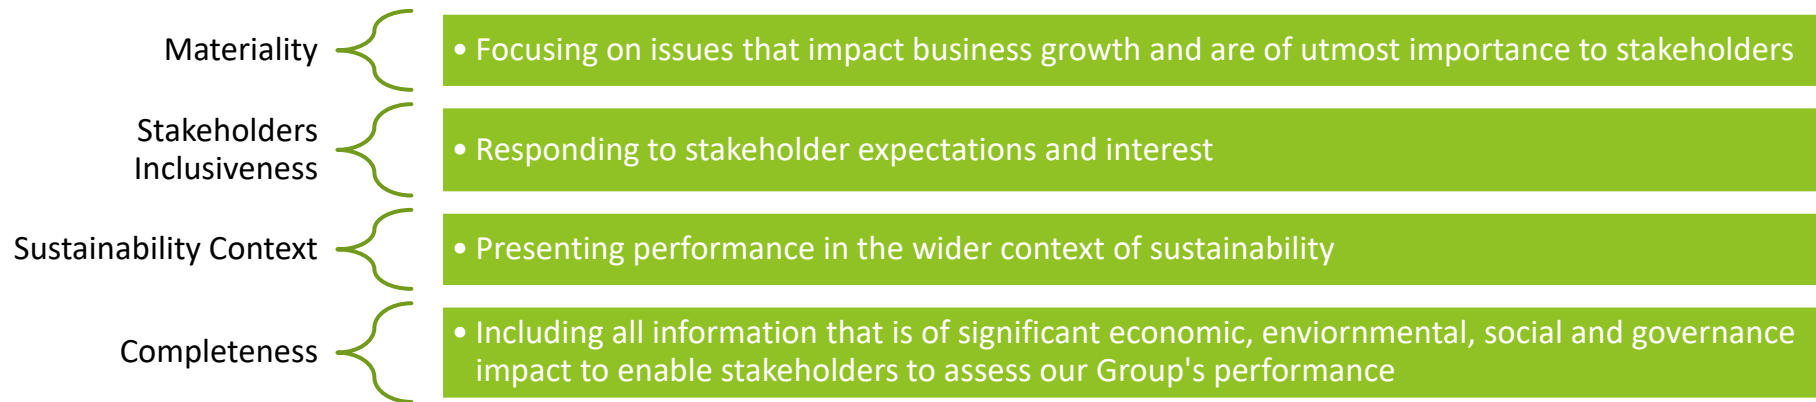 Materiality
• Focusing on issues that impact business growth and are of utmost importance to stakeholders
Stakeholders
Inclusiveness
• Responding to stakeholder expectations and interest
Sustainability Context
• Presenting performance in the wider context of sustainability
Completeness
• Including all information that is of significant economic, enviornmental, social and governance
impact to enable stakeholders to assess our Group's performance